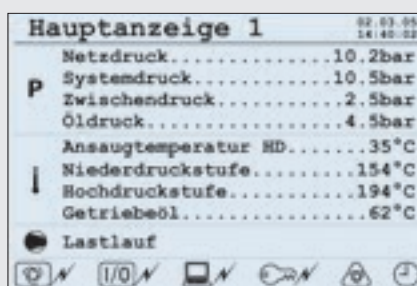 Hauptanzeige 1
02.03.05
14:40:02
Netzdruck..............10.2bar
P
Systemdruck............10.5bar
Zwischendruck..........2.5bar
Öldruck................4.5bar
Ansaugtemperatur HD.......35°C
Niederdruckstufe.........154°C
Hochdruckstufe...........194°C
Getriebeöl................62°C
Lastlauf
I/O